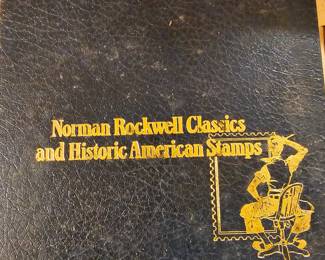 Norman Rockwell Classics
and Historic American Stamps